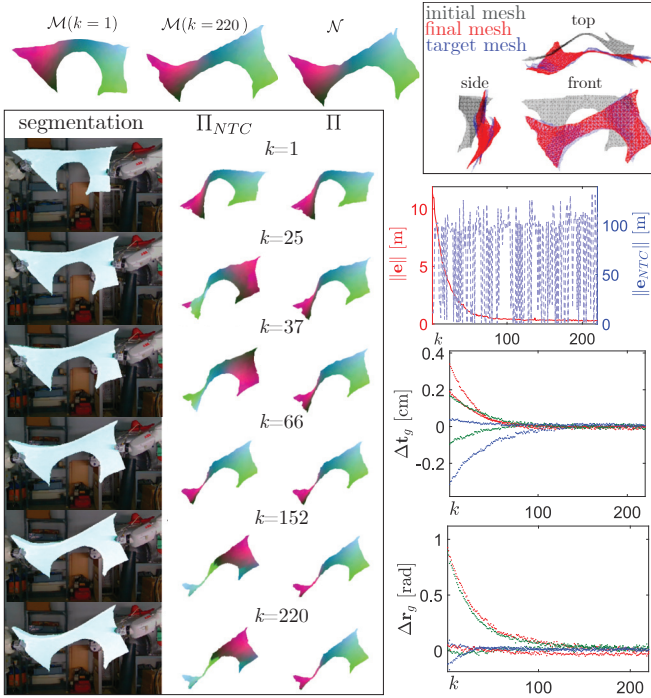 M(k = 1)
M(k = 220)
N
initial mesh
final mesh
target mesh
top
side
front
segmentation
Π_NTC
Π
k=1
k=25
k=37
k=66
k=152
k=220
10
5
0
||e|| [m]
100
50
0
||e_NTC|| [m]
k
100
200
0.4
0.2
0
-0.2
Δt_g [cm]
k
100
200
1
0.5
0
Δr_g [rad]
k
100
200